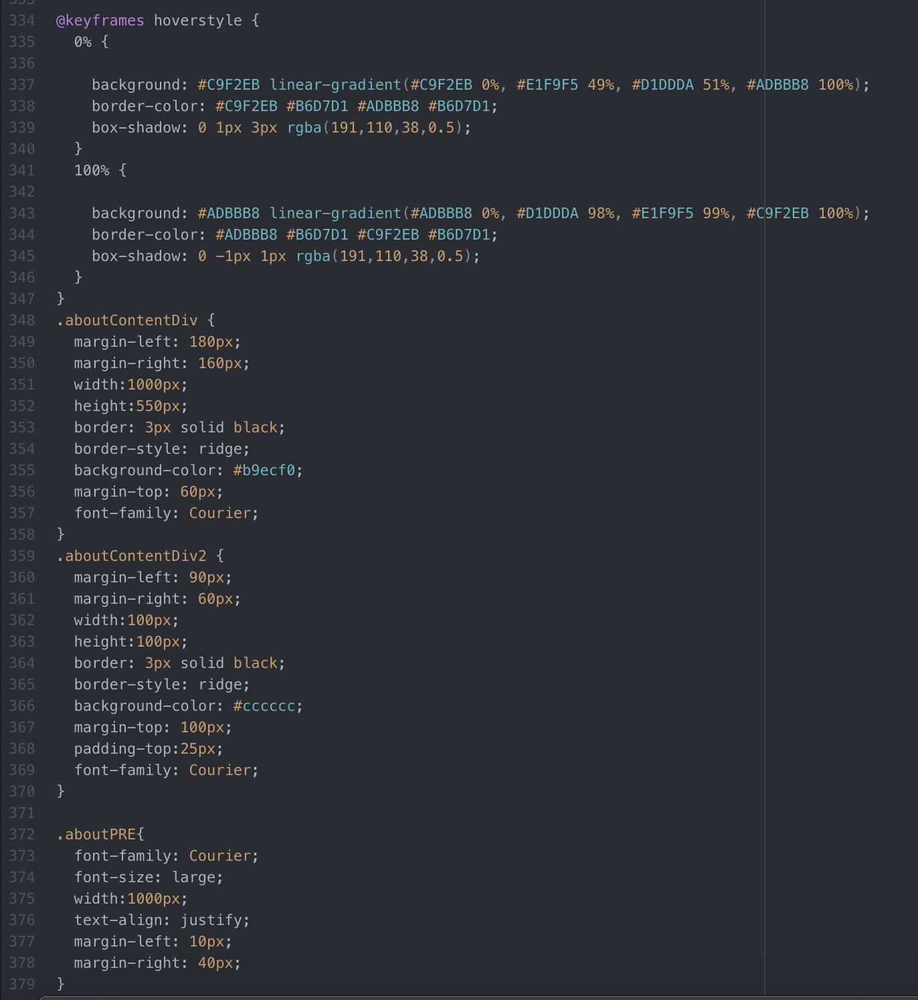 334 @keyframes hoverstyle {
335   0% {
336
337     background: #C9F2EB linear-gradient(#C9F2EB 0%, #E1F9F5 49%, #D1DDDA 51%, #ADBBB8 100%);
338     border-color: #C9F2EB #B6D7D1 #ADBBB8 #B6D7D1;
339     box-shadow: 0 1px 3px rgba(191,110,38,0.5);
340   }
341   100% {
342
343     background: #ADBBB8 linear-gradient(#ADBBB8 0%, #D1DDDA 98%, #E1F9F5 99%, #C9F2EB 100%);
344     border-color: #ADBBB8 #B6D7D1 #C9F2EB #B6D7D1;
345     box-shadow: 0 -1px 1px rgba(191,110,38,0.5);
346   }
347 }
348 .aboutContentDiv {
349   margin-left: 180px;
350   margin-right: 160px;
351   width:1000px;
352   height:550px;
353   border: 3px solid black;
354   border-style: ridge;
355   background-color: #b9ecf0;
356   margin-top: 60px;
357   font-family: Courier;
358 }
359 .aboutContentDiv2 {
360   margin-left: 90px;
361   margin-right: 60px;
362   width:100px;
363   height:100px;
364   border: 3px solid black;
365   border-style: ridge;
366   background-color: #cccccc;
367   margin-top: 100px;
368   padding-top:25px;
369   font-family: Courier;
370 }
371
372 .aboutPRE{
373   font-family: Courier;
374   font-size: large;
375   width:1000px;
376   text-align: justify;
377   margin-left: 10px;
378   margin-right: 40px;
379 }